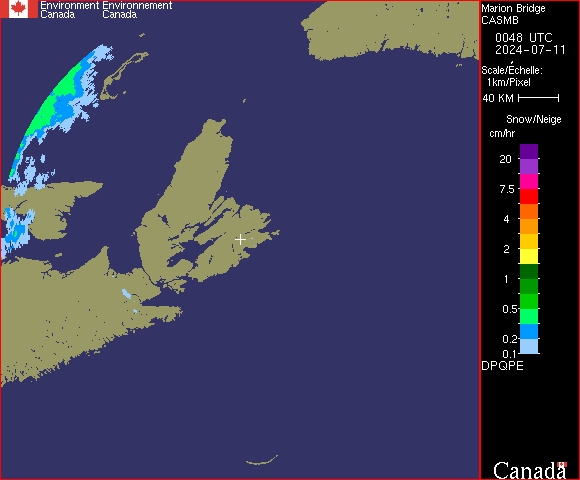 Environment Environnement
Canada Canada
Marion Bridge
CASMB
0048 UTC
2024-07-11
Scale/Échelle:
1km/Pixel
40 KM
Snow/Neige
cm/hr
20
7.5
4
2
1
0.5
0.2
0.1
DPQPE
Canada